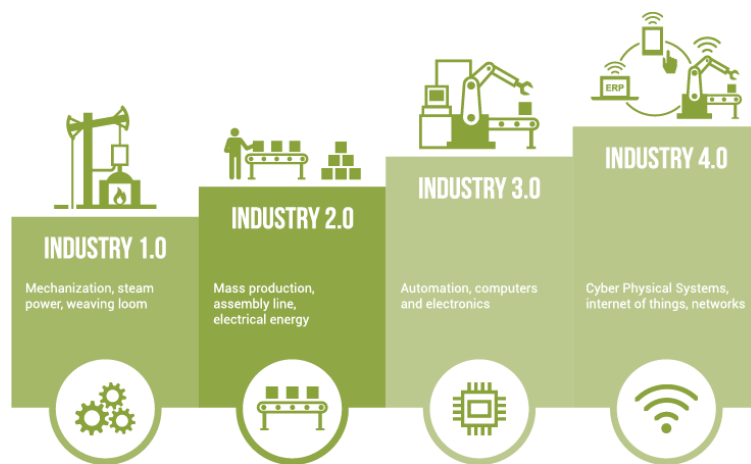 ERP
INDUSTRY 1.0
Mechanization, steam
power, weaving loom
INDUSTRY 2.0
Mass production,
assembly line,
electrical energy
INDUSTRY 3.0
Automation, computers
and electronics
INDUSTRY 4.0
Cyber Physical Systems,
internet of things, networks